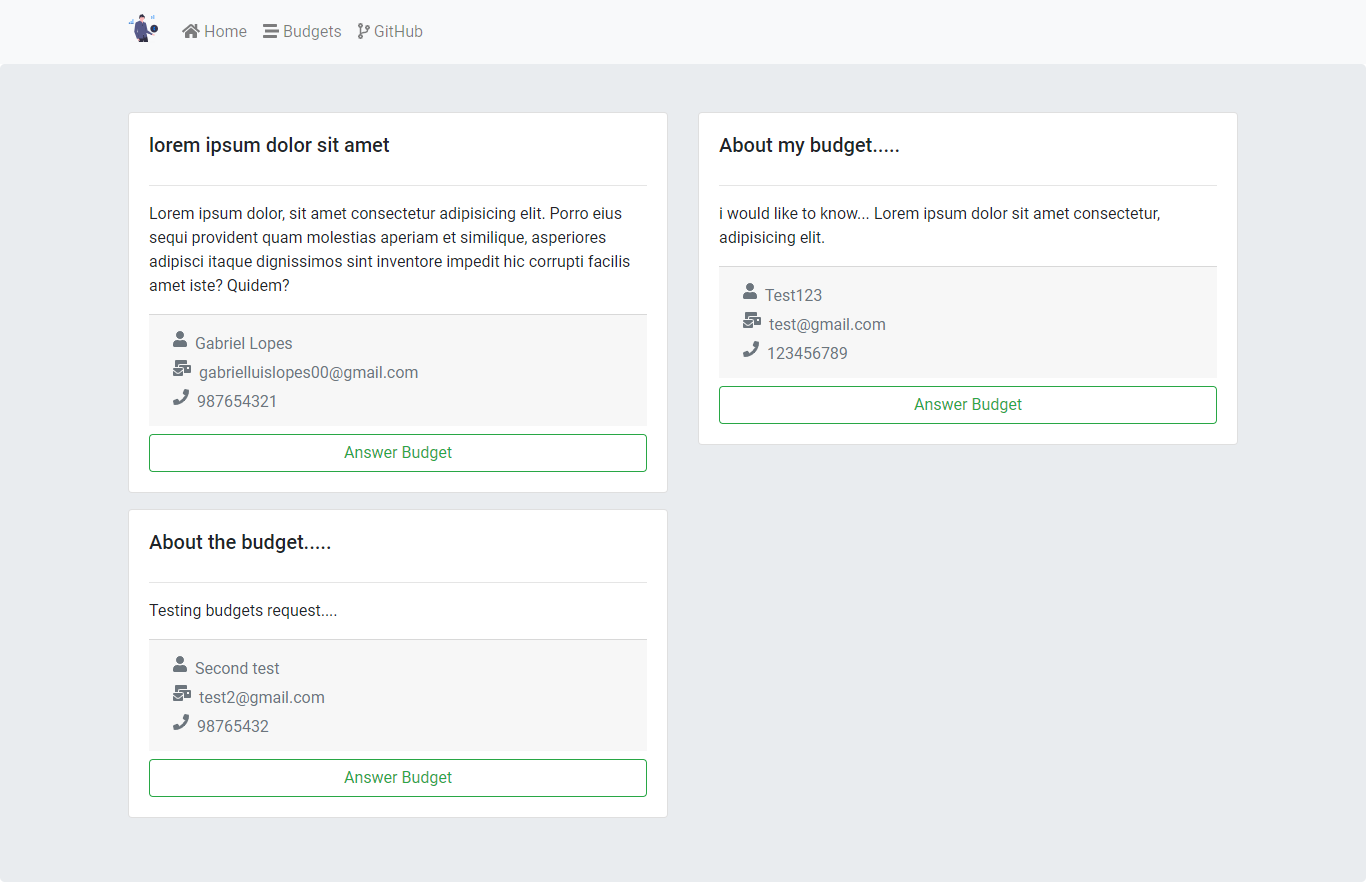 Home Budgets GitHub
lorem ipsum dolor sit amet
Lorem ipsum dolor, sit amet consectetur adipisicing elit. Porro eius
sequi provident quam molestias aperiam et similique, asperiores
adipisci itaque dignissimos sint inventore impedit hic corrupti facilis
amet iste? Quidem?
Gabriel Lopes
gabrielluislopes00@gmail.com
987654321
Answer Budget
About my budget.....
i would like to know... Lorem ipsum dolor sit amet consectetur,
adipisicing elit.
Test123
test@gmail.com
123456789
Answer Budget
About the budget.....
Testing budgets request....
Second test
test2@gmail.com
98765432
Answer Budget